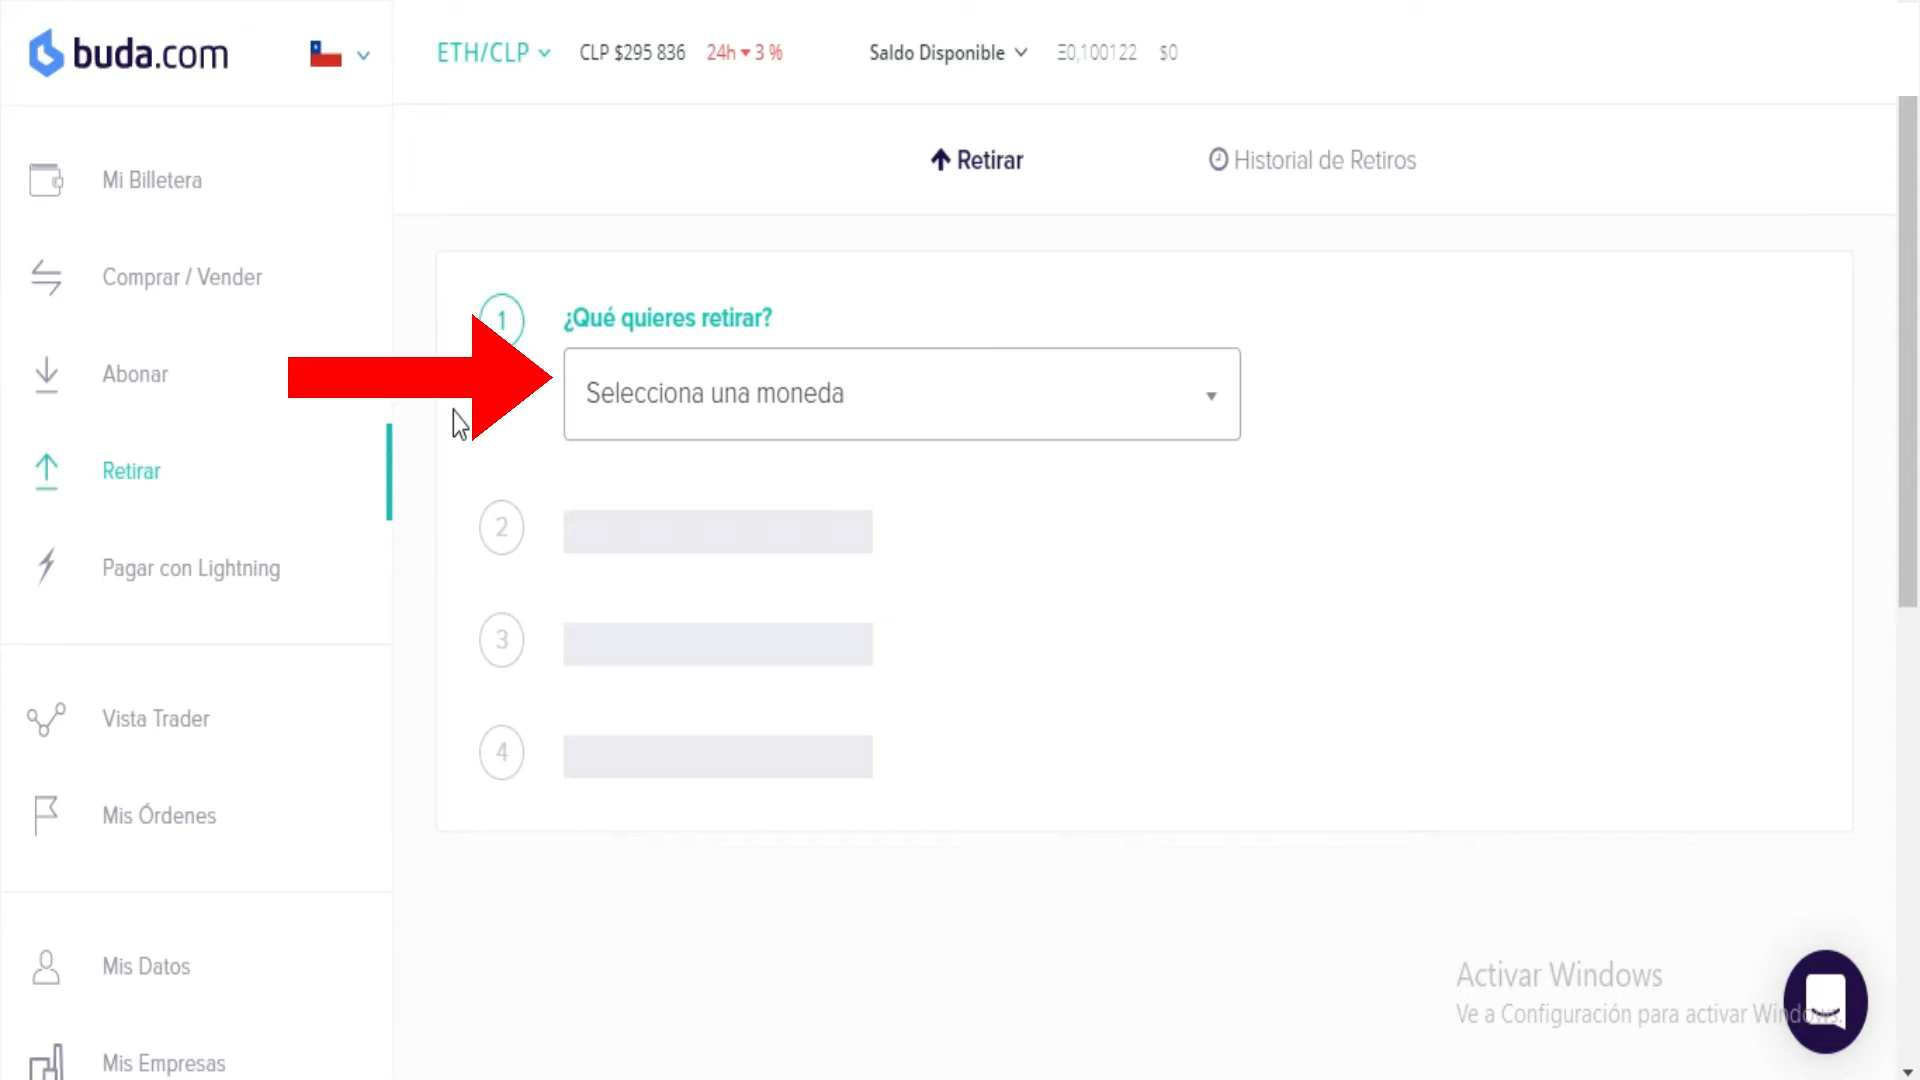 buda.com
ETH/CLP CLP $295 836 24h 3 % Saldo Disponible Ξ0,100122 $0
Retirar Historial de Retiros
Mi Billetera
Comprar / Vender
Abonar
Retirar
Pagar con Lightning
Vista Trader
Mis Órdenes
Mis Datos
Mis Empresas
1 ¿Qué quieres retirar?
Selecciona una moneda
2
3
4
Activar Windows
Ve a Configuración para activar Windows.